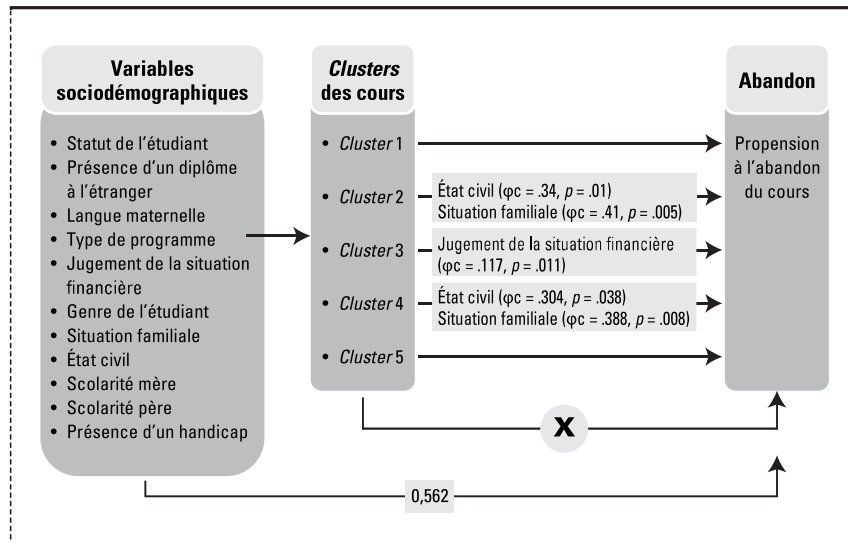 Variables
sociodémographiques
• Statut de l'étudiant
• Présence d'un diplôme
à l'étranger
• Langue maternelle
• Type de programme
• Jugement de la situation
financière
• Genre de l'étudiant
• Situation familiale
• État civil
• Scolarité mère
• Scolarité père
• Présence d'un handicap
Clusters
des cours
• Cluster 1
• Cluster 2
État civil (φc = .34, p = .01)
Situation familiale (φc = .41, p = .005)
• Cluster 3
Jugement de la situation financière
(φc = .117, p = .011)
• Cluster 4
État civil (φc = .304, p = .038)
Situation familiale (φc = .388, p = .008)
• Cluster 5
Abandon
Propension
à l'abandon
du cours
X
0,562